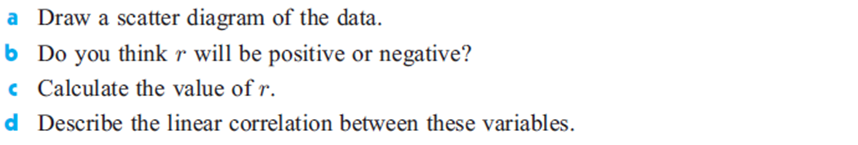 a Draw a scatter diagram of the data.
b Do you think r will be positive or negative?
c Calculate the value of r.
d Describe the linear correlation between these variables.